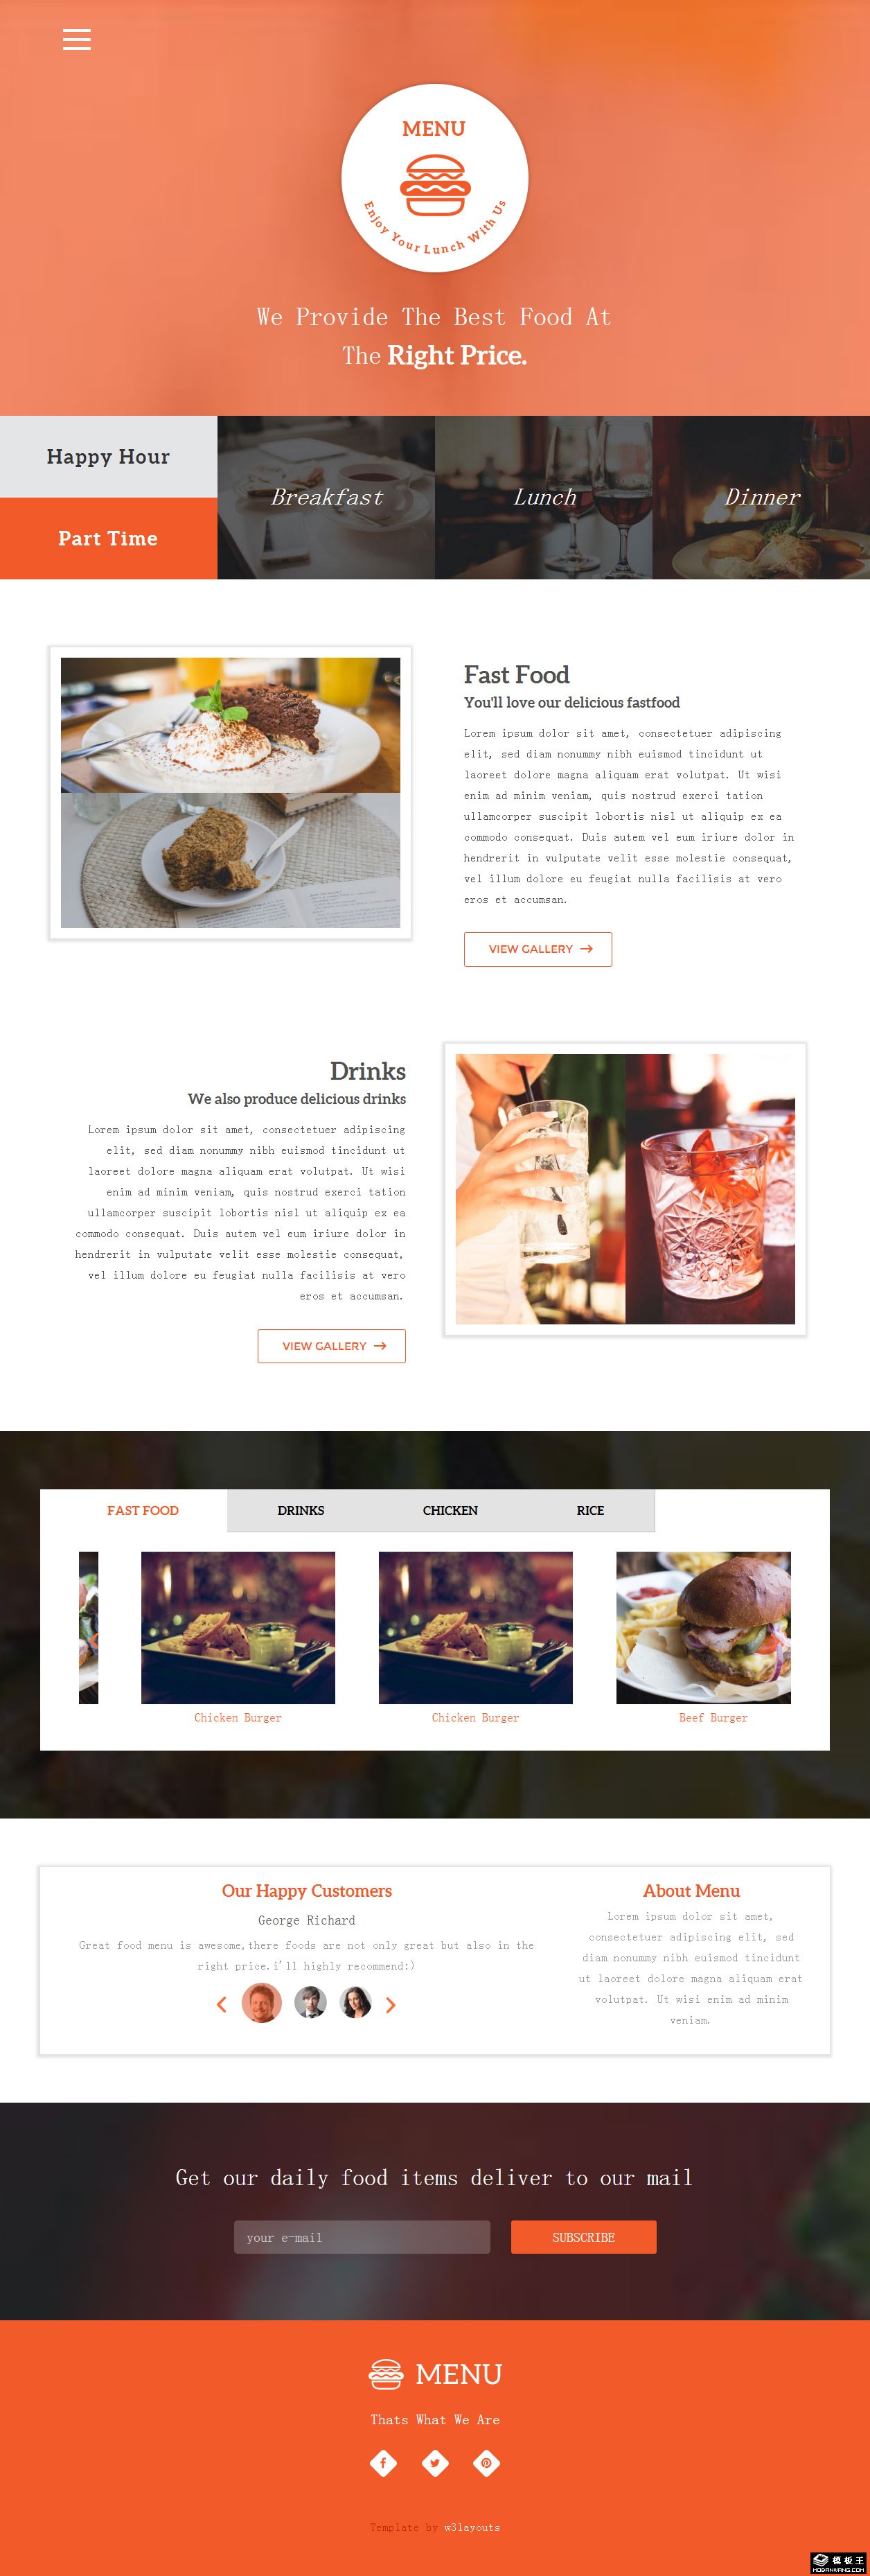 MENU
Enjoy Your Lunch With Us
We Provide The Best Food At
The Right Price.
Happy Hour
Part Time
Breakfast
Lunch
Dinner
Fast Food
You'll love our delicious fastfood
Lorem ipsum dolor sit amet, consectetuer adipiscing
elit, sed diam nonummy nibh euismod tincidunt ut
laoreet dolore magna aliquam erat volutpat. Ut wisi
enim ad minim veniam, quis nostrud exerci tation
ullamcorper suscipit lobortis nisl ut aliquip ex ea
commodo consequat. Duis autem vel eum iriure dolor in
hendrerit in vulputate velit esse molestie consequat,
vel illum dolore eu feugiat nulla facilisis at vero
eros et accumsan.
VIEW GALLERY
Drinks
We also produce delicious drinks
Lorem ipsum dolor sit amet, consectetuer adipiscing
elit, sed diam nonummy nibh euismod tincidunt ut
laoreet dolore magna aliquam erat volutpat. Ut wisi
enim ad minim veniam, quis nostrud exerci tation
ullamcorper suscipit lobortis nisl ut aliquip ex ea
commodo consequat. Duis autem vel eum iriure dolor in
hendrerit in vulputate velit esse molestie consequat,
vel illum dolore eu feugiat nulla facilisis at vero
eros et accumsan.
VIEW GALLERY
FAST FOOD
DRINKS
CHICKEN
RICE
Chicken Burger
Chicken Burger
Beef Burger
Our Happy Customers
George Richard
Great food menu is awesome,there foods are not only great but also in the
right price.i'll highly recommend:)
About Menu
Lorem ipsum dolor sit amet,
consectetuer adipiscing elit, sed
diam nonummy nibh euismod tincidunt
ut laoreet dolore magna aliquam erat
volutpat. Ut wisi enim ad minim
veniam.
Get our daily food items deliver to our mail
your e-mail
SUBSCRIBE
MENU
Thats What We Are
Template by w3layouts
模板王
MOBANWANG.COM